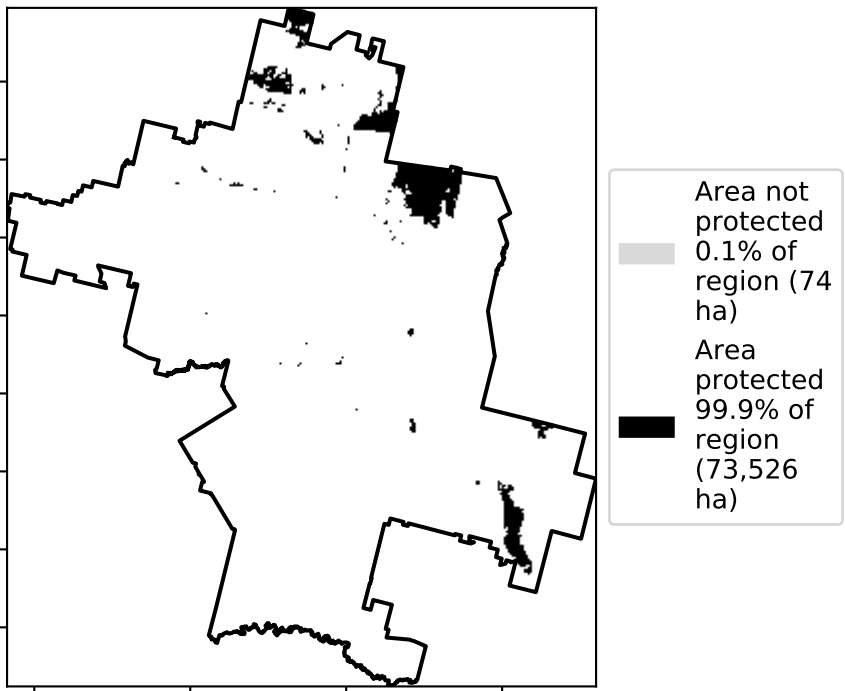 Area not
protected
0.1% of
region (74
ha)
Area
protected
99.9% of
region
(73,526
ha)